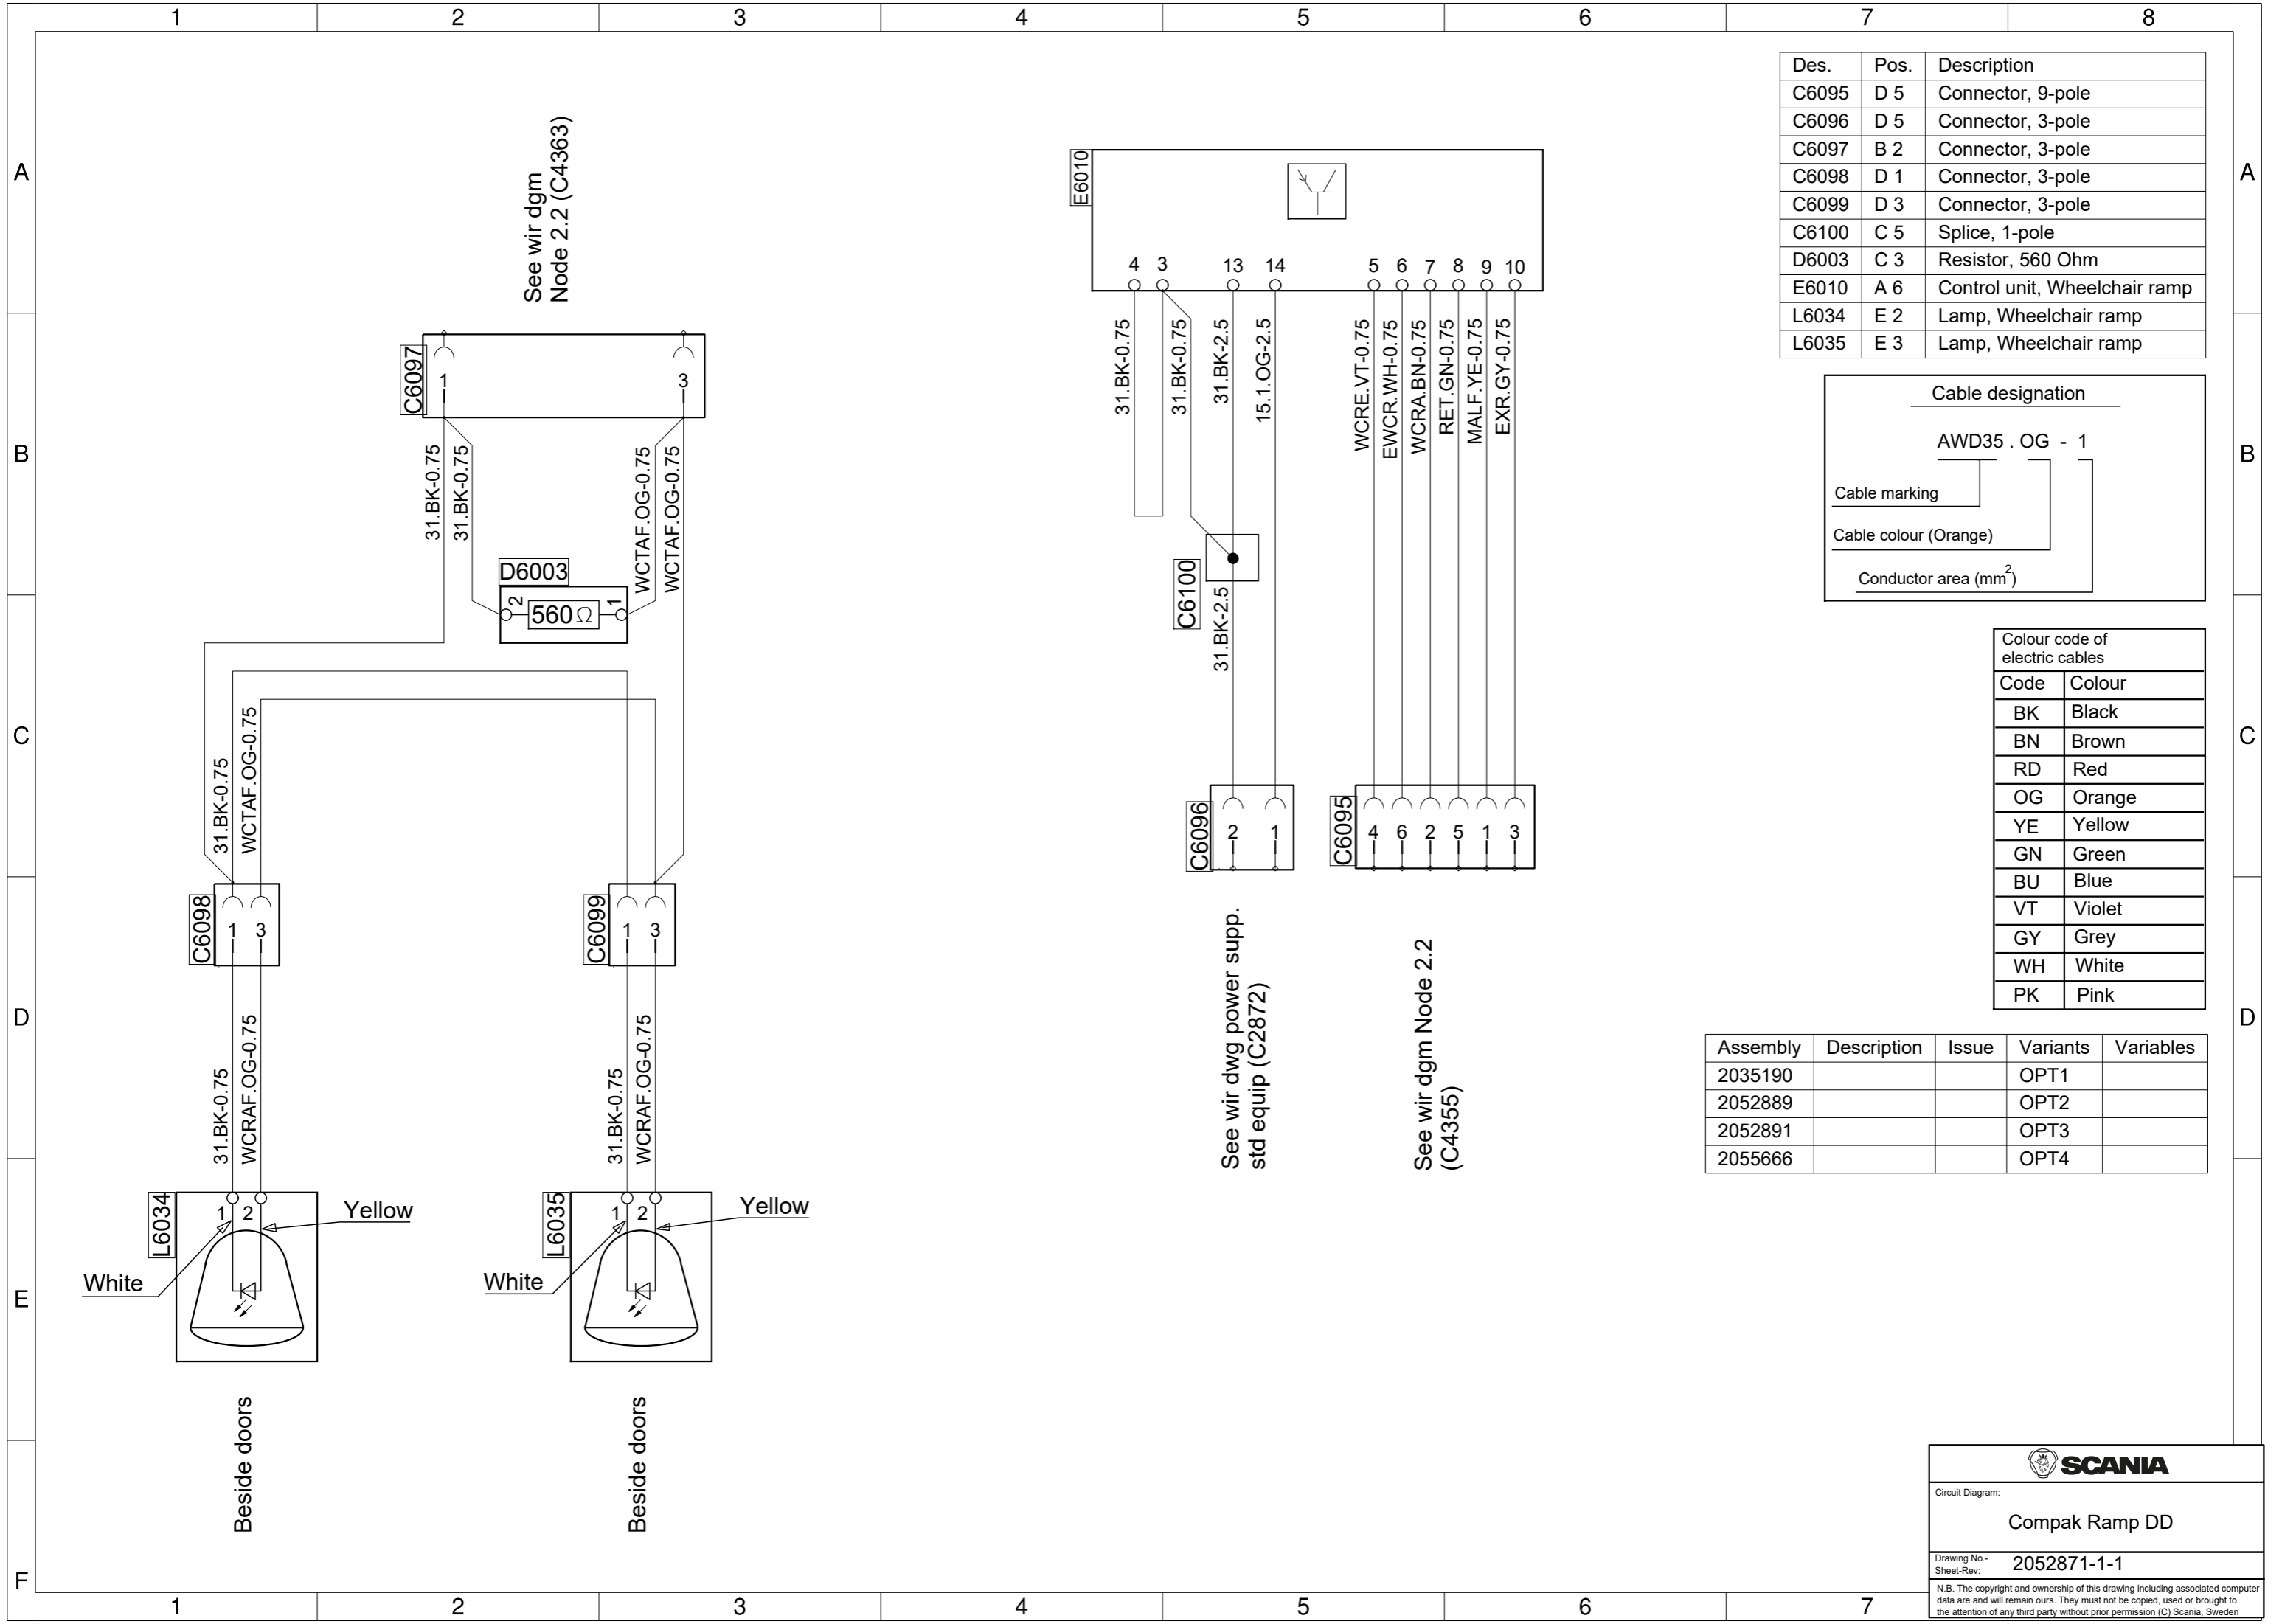 1 2 3 4 5 6 7 8
A
B
C
D
E
F
See wir dgm
Node 2.2 (C4363)
C6097
1 3
31.BK-0.75
31.BK-0.75
WCTAF.OG-0.75
WCTAF.OG-0.75
D6003
2 560 Ω 1
31.BK-0.75
WCTAF.OG-0.75
C6098
1 3
C6099
1 3
31.BK-0.75
WCRAF.OG-0.75
31.BK-0.75
WCRAF.OG-0.75
L6034
1 2
Yellow
White
L6035
1 2
Yellow
White
Beside doors
Beside doors
E6010
4 3 13 14 5 6 7 8 9 10
31.BK-0.75
31.BK-0.75
31.BK-2.5
15.1.OG-2.5
WCRE.VT-0.75
EWCR.WH-0.75
WCRA.BN-0.75
RET.GN-0.75
MALF.YE-0.75
EXR.GY-0.75
C6100
31.BK-2.5
C6096
2 1
C6095
4 6 2 5 1 3
See wir dwg power supp.
std equip (C2872)
See wir dgm Node 2.2
(C4355)
Des. Pos. Description
C6095 D 5 Connector, 9-pole
C6096 D 5 Connector, 3-pole
C6097 B 2 Connector, 3-pole
C6098 D 1 Connector, 3-pole
C6099 D 3 Connector, 3-pole
C6100 C 5 Splice, 1-pole
D6003 C 3 Resistor, 560 Ohm
E6010 A 6 Control unit, Wheelchair ramp
L6034 E 2 Lamp, Wheelchair ramp
L6035 E 3 Lamp, Wheelchair ramp
Cable designation
AWD35 . OG - 1
Cable marking
Cable colour (Orange)
Conductor area (mm²)
Colour code of
electric cables
Code Colour
BK Black
BN Brown
RD Red
OG Orange
YE Yellow
GN Green
BU Blue
VT Violet
GY Grey
WH White
PK Pink
Assembly Description Issue Variants Variables
2035190 OPT1
2052889 OPT2
2052891 OPT3
2055666 OPT4
SCANIA
Circuit Diagram:
Compak Ramp DD
Drawing No.-
Sheet-Rev: 2052871-1-1
N.B. The copyright and ownership of this drawing including associated computer
data are and will remain ours. They must not be copied, used or brought to
the attention of any third party without prior permission (C) Scania, Sweden
A
B
C
D
1 2 3 4 5 6 7